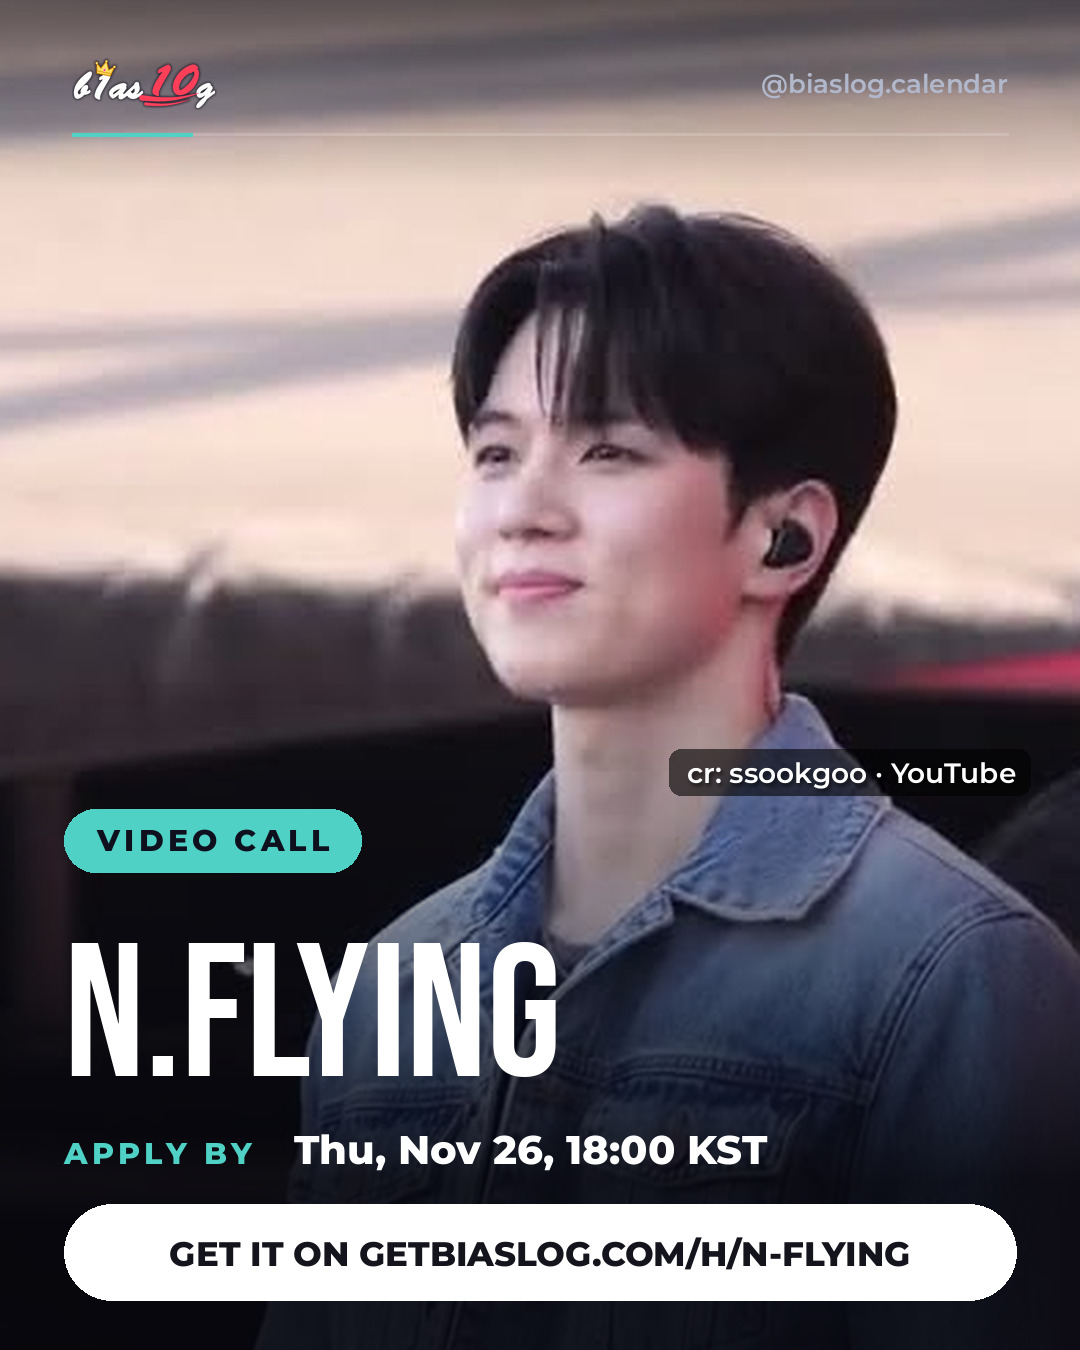 b1as10g
@biaslog.calendar
cr: ssookgoo · YouTube
VIDEO CALL
N.FLYING
APPLY BY Thu, Nov 26, 18:00 KST
GET IT ON GETBIASLOG.COM/H/N-FLYING